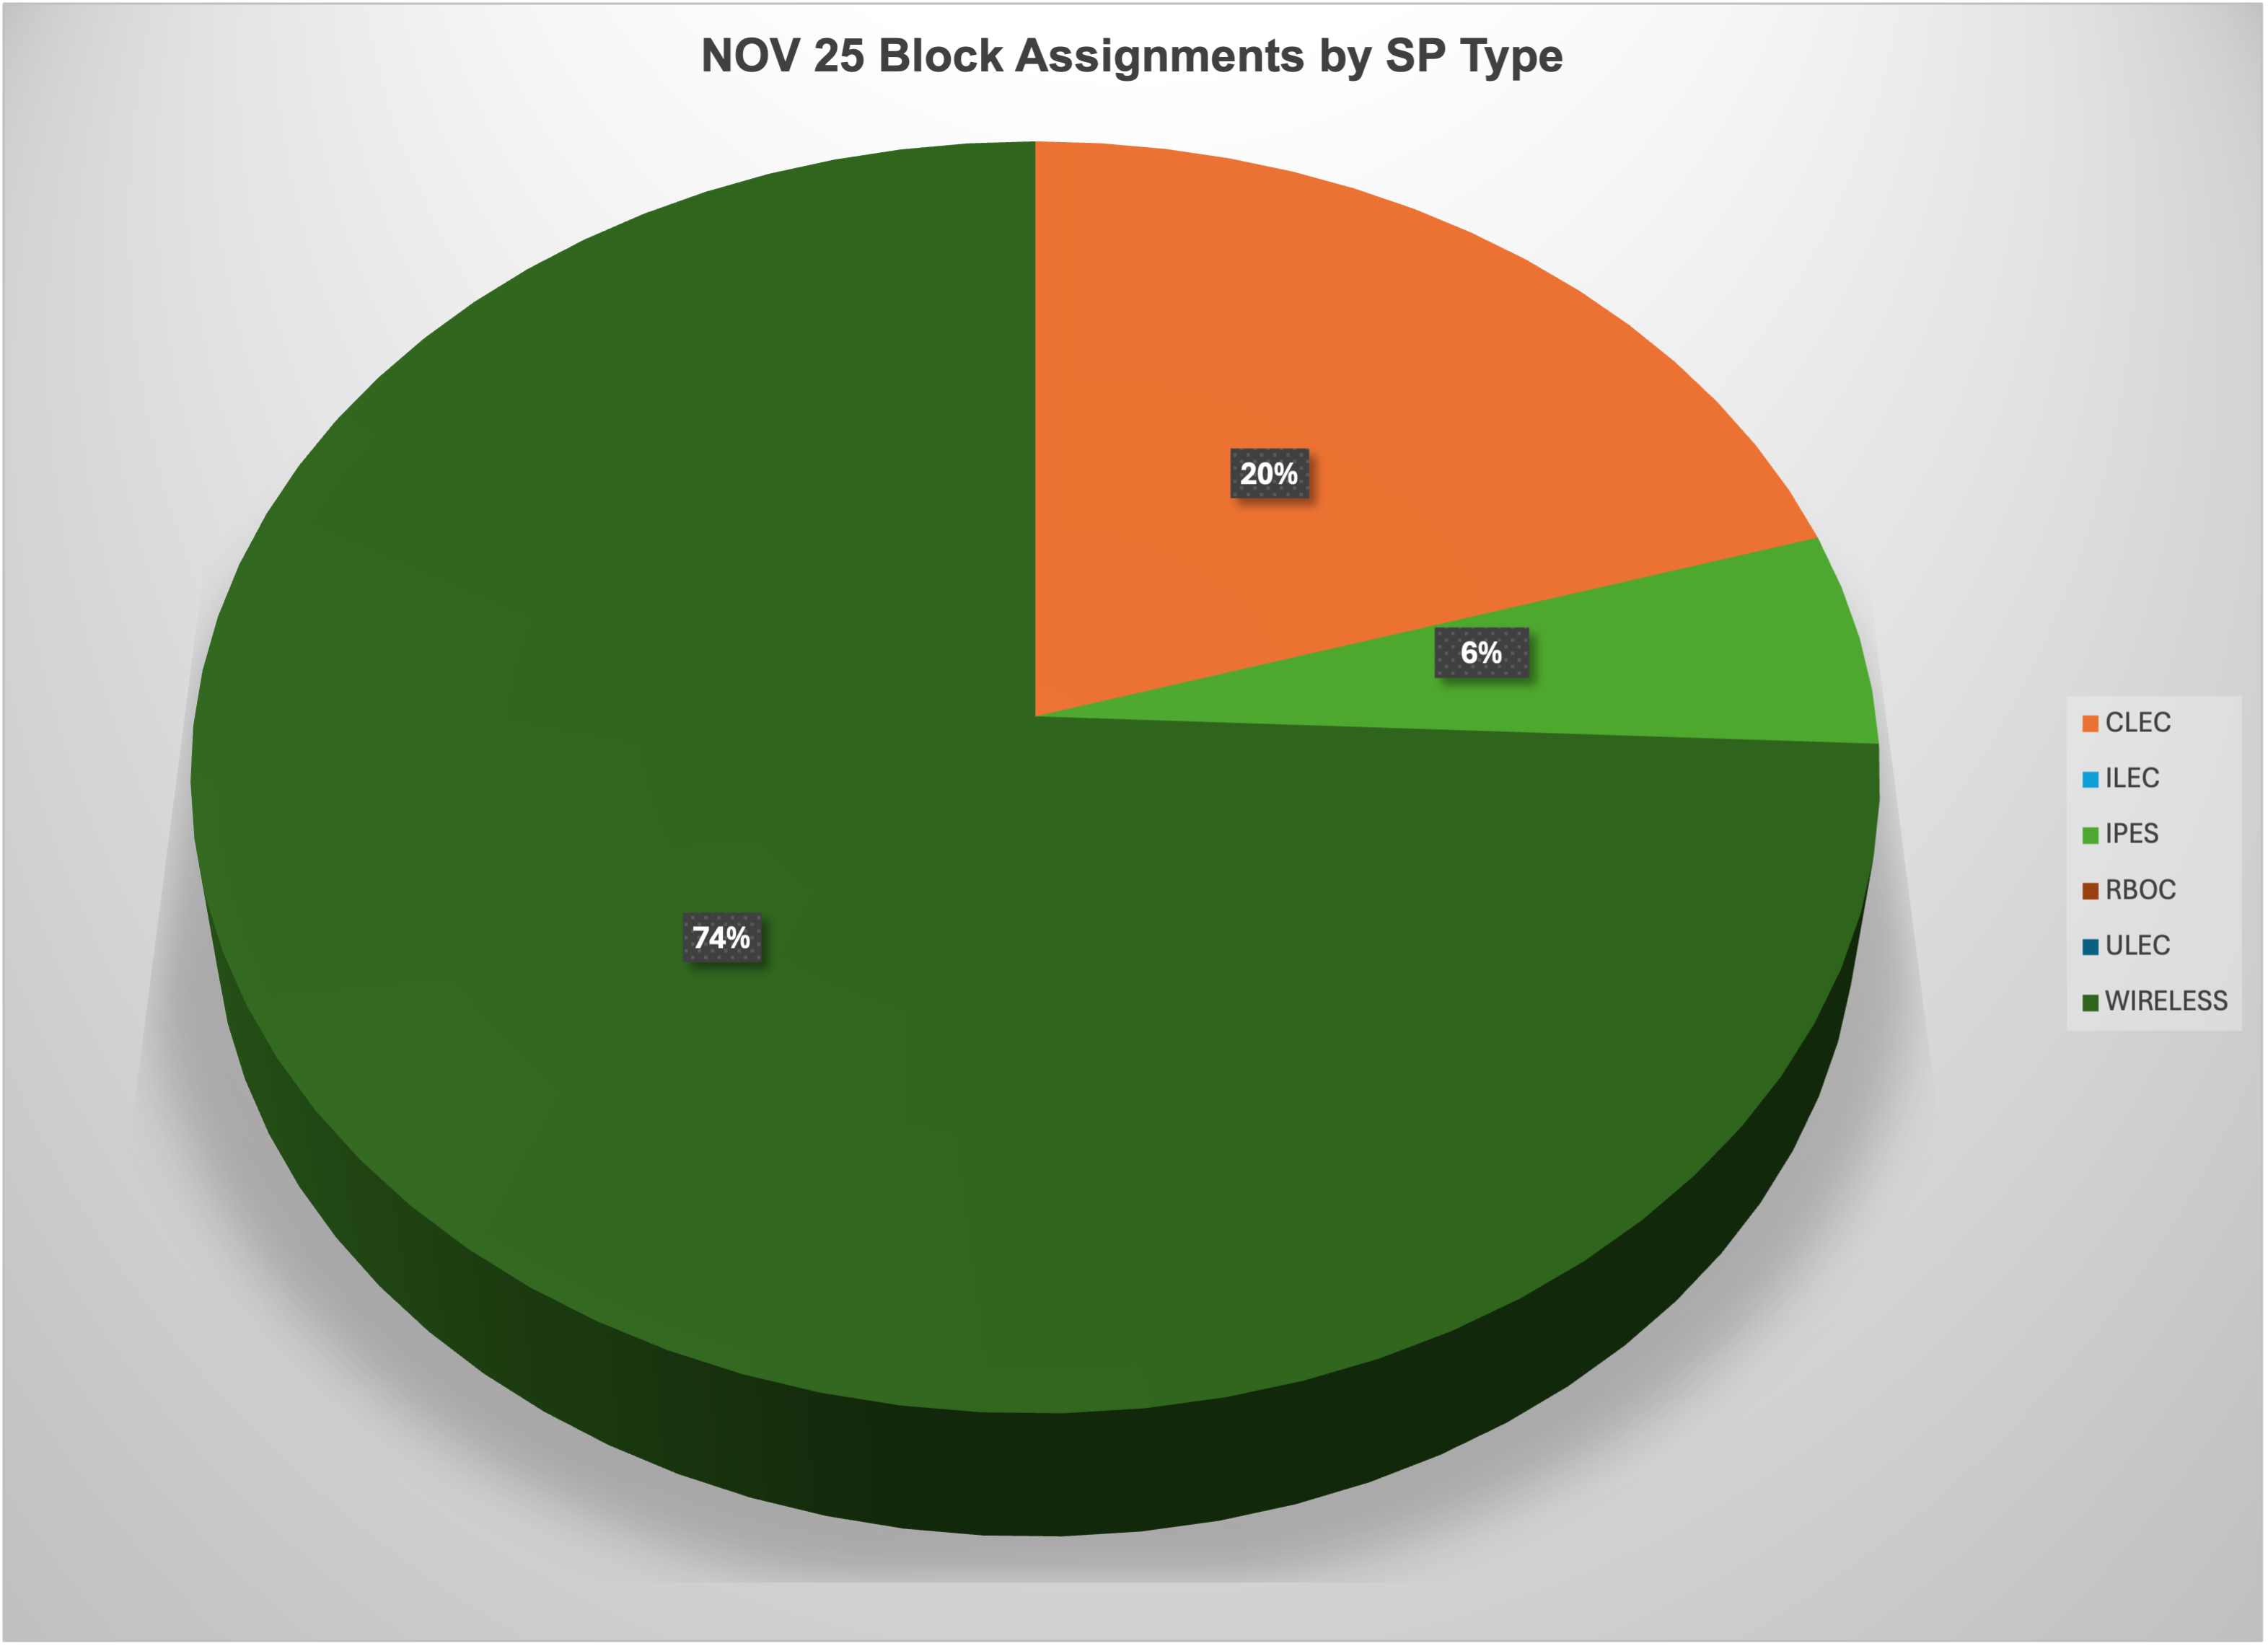 NOV 25 Block Assignments by SP Type
20%
6%
74%
CLEC
ILEC
IPES
RBOC
ULEC
WIRELESS